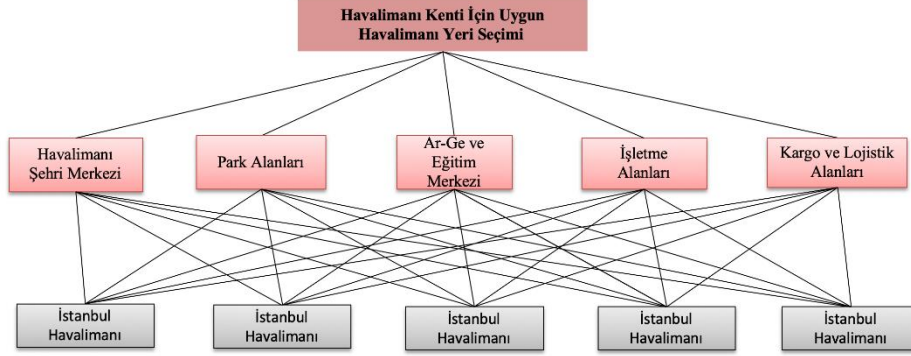 Havalimanı Kenti İçin Uygun
Havalimanı Yeri Seçimi
Havalimanı
Şehri Merkezi
Park Alanları
Ar-Ge ve
Eğitim
Merkezi
İşletme
Alanları
Kargo ve Lojistik
Alanları
İstanbul
Havalimanı
İstanbul
Havalimanı
İstanbul
Havalimanı
İstanbul
Havalimanı
İstanbul
Havalimanı